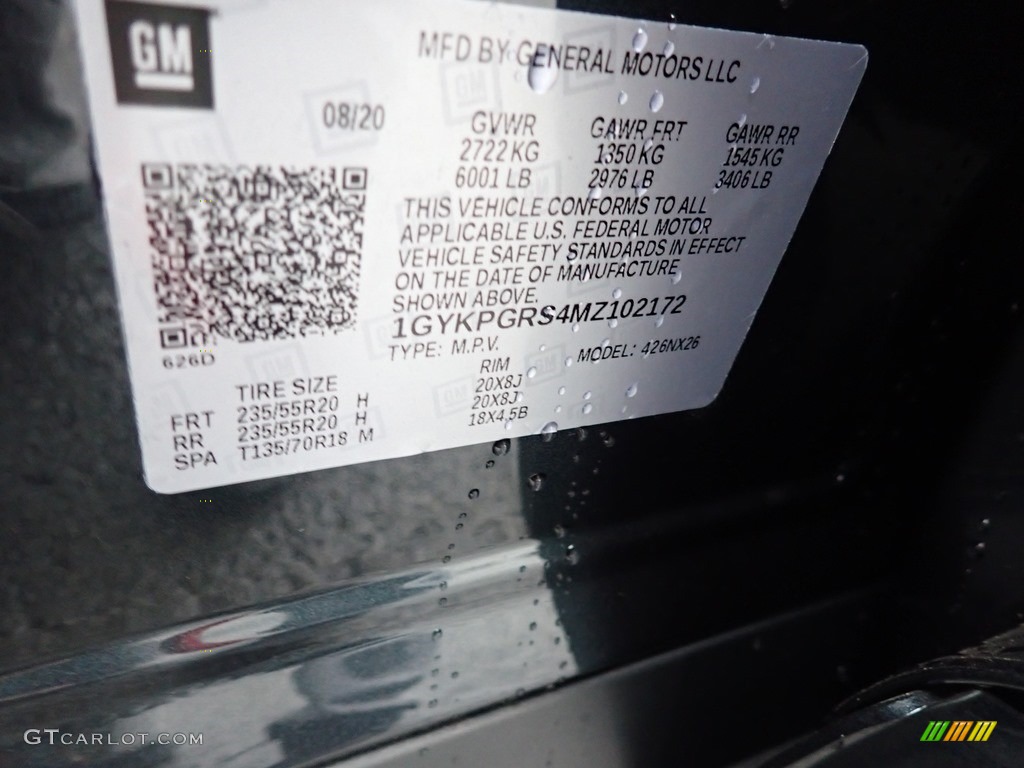 GM
MFD BY GENERAL MOTORS LLC
08/20
GVWR GAWR FRT GAWR RR
2722 KG 1350 KG 1545 KG
6001 LB 2976 LB 3406 LB
THIS VEHICLE CONFORMS TO ALL
APPLICABLE U.S. FEDERAL MOTOR
VEHICLE SAFETY STANDARDS IN EFFECT
ON THE DATE OF MANUFACTURE
SHOWN ABOVE.
1GYKPGRS4MZ102172
TYPE: M.P.V. MODEL: 426NX26
626D
TIRE SIZE RIM
FRT 235/55R20 H 20X8J
RR 235/55R20 H 20X8J
SPA T135/70R18 M 18X4.5B
GTCARLOT.COM